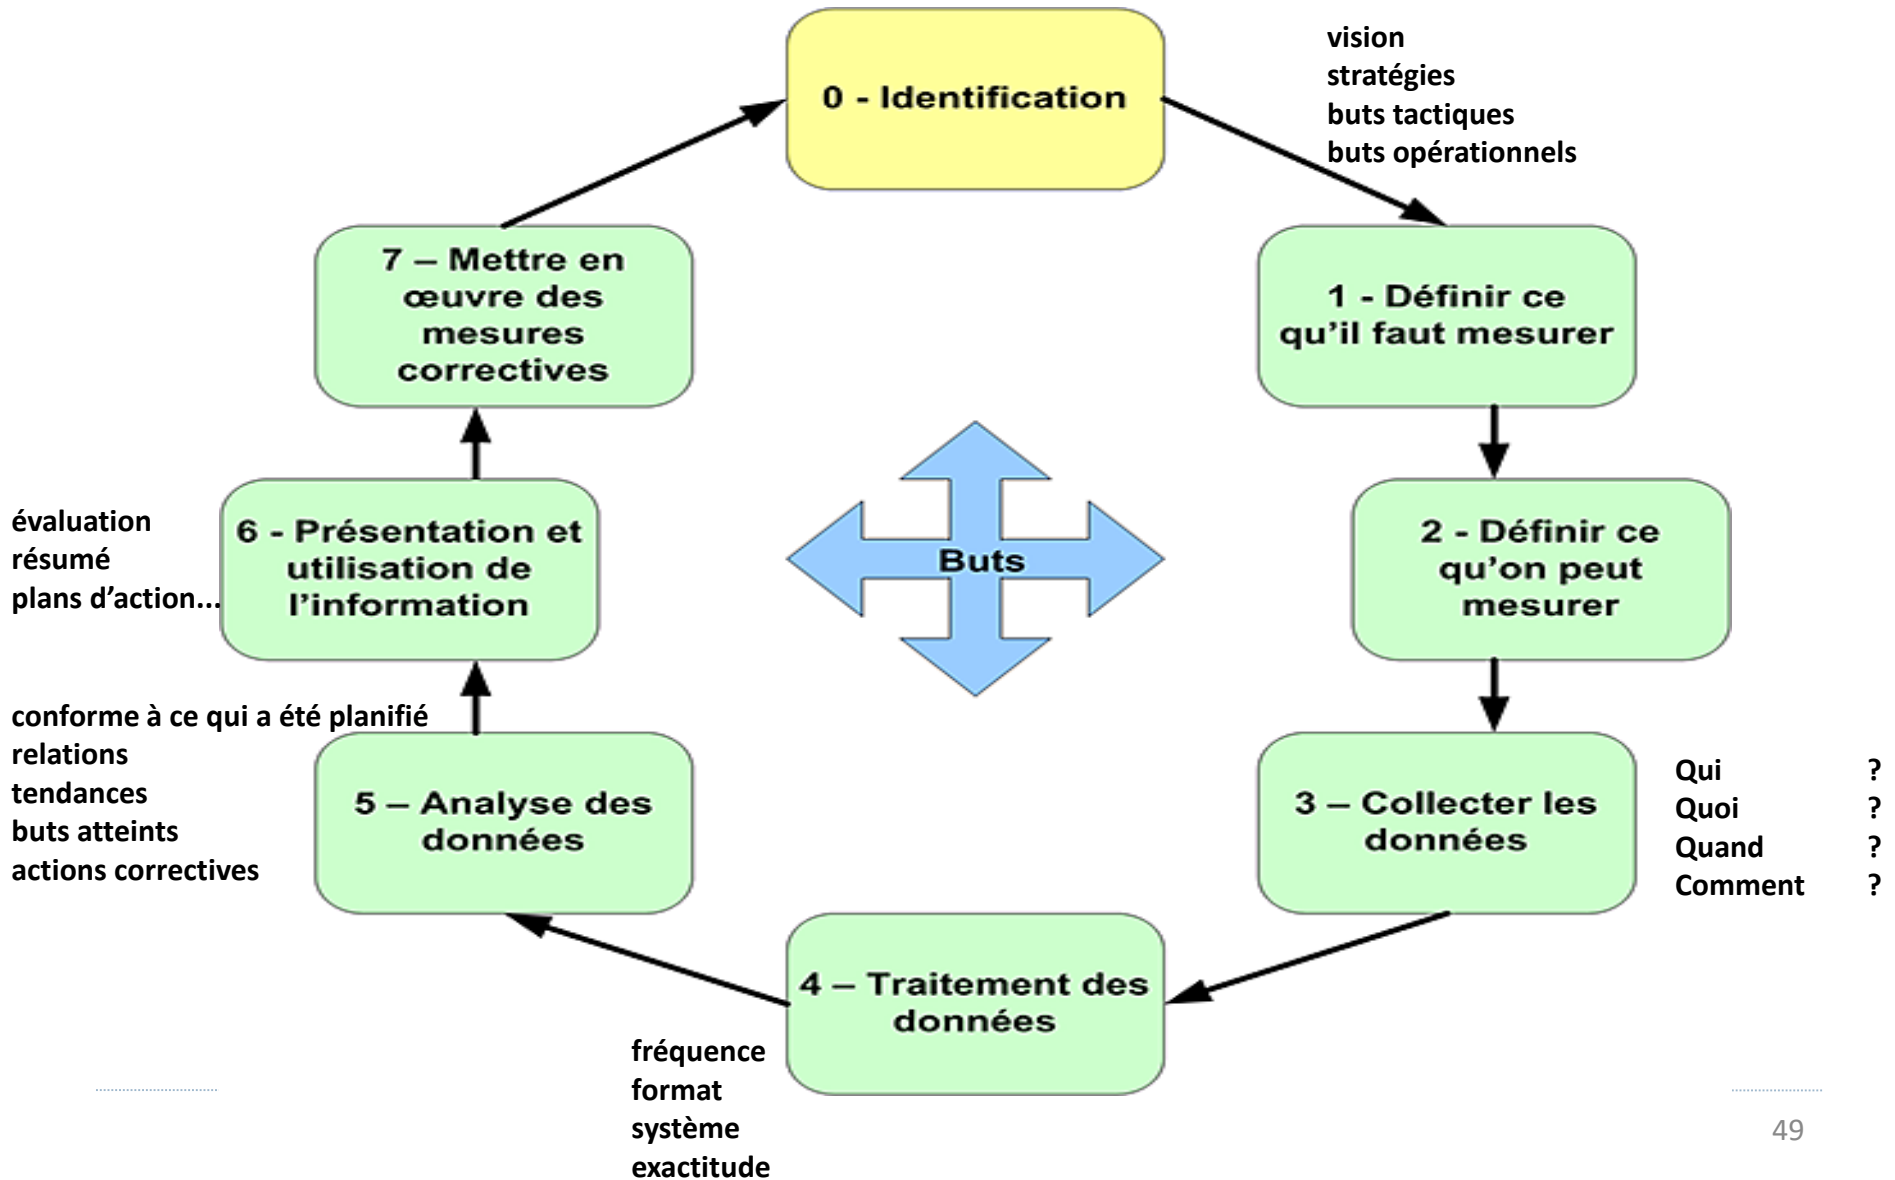 0 - Identification
vision
stratégies
buts tactiques
buts opérationnels
1 - Définir ce
qu’il faut mesurer
2 - Définir ce
qu’on peut
mesurer
3 – Collecter les
données
Qui ?
Quoi ?
Quand ?
Comment ?
4 – Traitement des
données
fréquence
format
système
exactitude
5 – Analyse des
données
conforme à ce qui a été planifié
relations
tendances
buts atteints
actions correctives
6 - Présentation et
utilisation de
l’information
évaluation
résumé
plans d’action...
7 – Mettre en
œuvre des
mesures
correctives
Buts
49